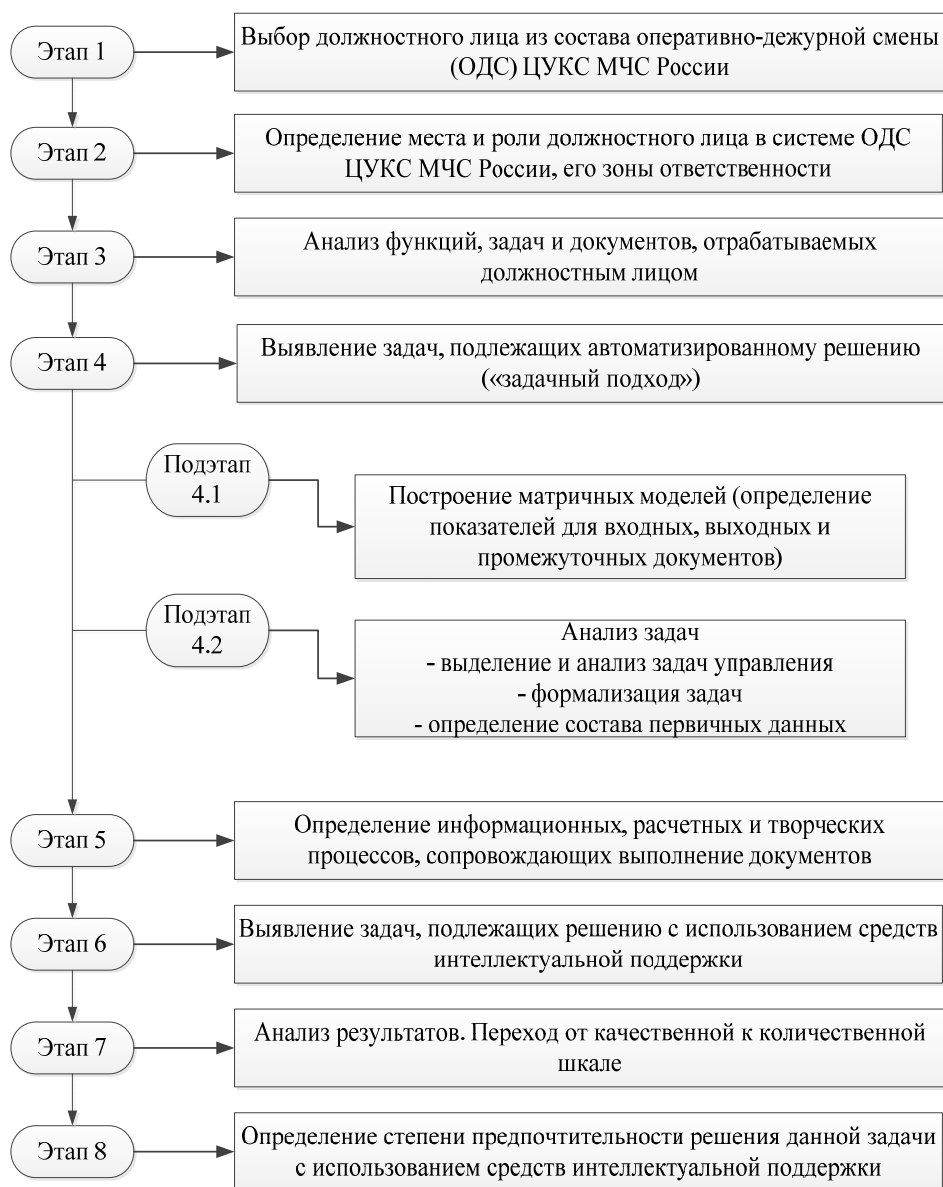 Этап 1
Выбор должностного лица из состава оперативно-дежурной смены
(ОДС) ЦУКС МЧС России
Этап 2
Определение места и роли должностного лица в системе ОДС
ЦУКС МЧС России, его зоны ответственности
Этап 3
Анализ функций, задач и документов, отрабатываемых
должностным лицом
Этап 4
Выявление задач, подлежащих автоматизированному решению
(«задачный подход»)
Подэтап
4.1
Построение матричных моделей (определение
показателей для входных, выходных и
промежуточных документов)
Подэтап
4.2
Анализ задач
- выделение и анализ задач управления
- формализация задач
- определение состава первичных данных
Этап 5
Определение информационных, расчетных и творческих
процессов, сопровождающих выполнение документов
Этап 6
Выявление задач, подлежащих решению с использованием средств
интеллектуальной поддержки
Этап 7
Анализ результатов. Переход от качественной к количественной
шкале
Этап 8
Определение степени предпочтительности решения данной задачи
с использованием средств интеллектуальной поддержки